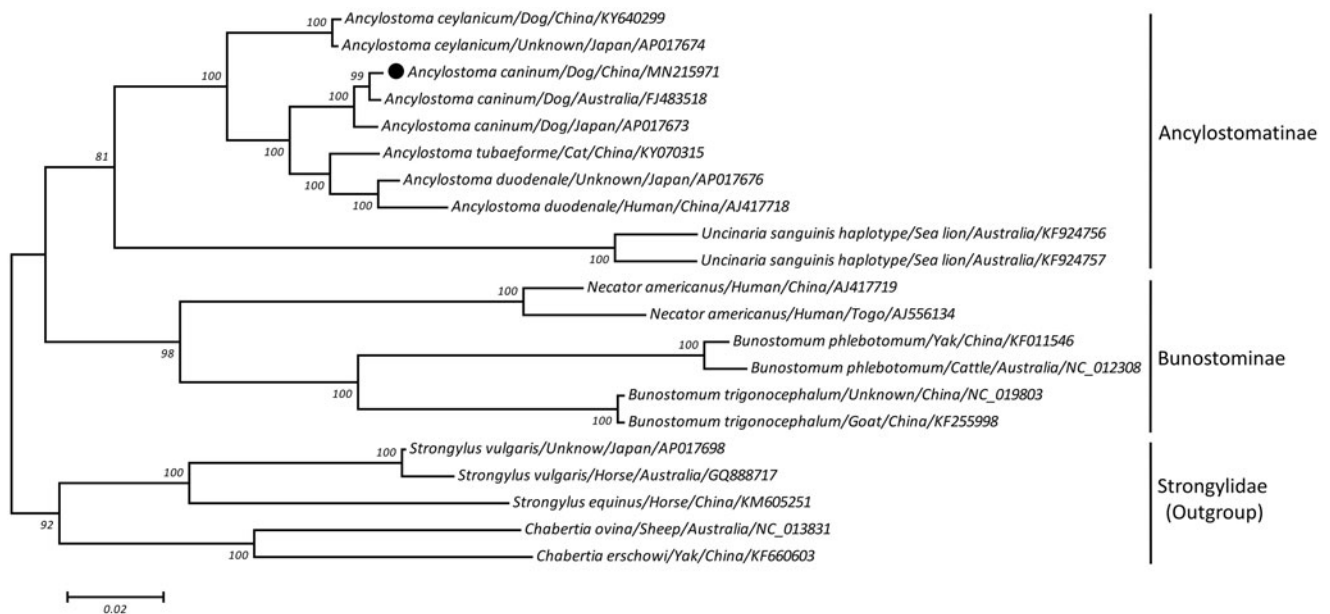 100 Ancylostoma ceylanicum/Dog/China/KY640299
Ancylostoma ceylanicum/Unknown/Japan/AP017674
100
99 Ancylostoma caninum/Dog/China/MN215971
100
Ancylostoma caninum/Dog/Australia/FJ483518
Ancylostoma caninum/Dog/Japan/AP017673
100
Ancylostoma tubaeforme/Cat/China/KY070315
81
100
Ancylostoma duodenale/Unknown/Japan/AP017676
100
Ancylostoma duodenale/Human/China/AJ417718
Ancylostomatinae
Uncinaria sanguinis haplotype/Sea lion/Australia/KF924756
100
Uncinaria sanguinis haplotype/Sea lion/Australia/KF924757
100 Necator americanus/Human/China/AJ417719
Necator americanus/Human/Togo/AJ556134
98
100 Bunostomum phlebotomum/Yak/China/KF011546
Bunostomum phlebotomum/Cattle/Australia/NC_012308
100
Bunostomum trigonocephalum/Unknown/China/NC_019803
100 Bunostomum trigonocephalum/Goat/China/KF255998
Bunostominae
100 Strongylus vulgaris/Unknow/Japan/AP017698
100
Strongylus vulgaris/Horse/Australia/GQ888717
Strongylus equinus/Horse/China/KM605251
92
Chabertia ovina/Sheep/Australia/NC_013831
100
Chabertia erschowi/Yak/China/KF660603
Strongylidae
(Outgroup)
0.02